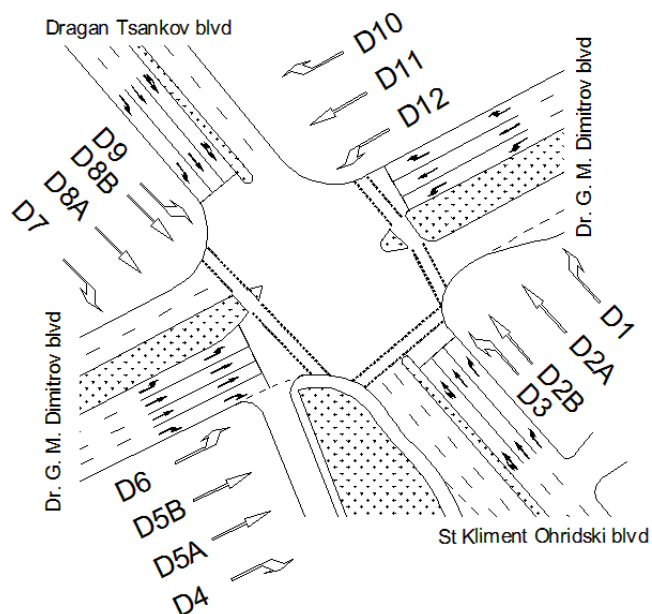 Dragan Tsankov blvd
D10
D11
D12
Dr. G. M. Dimitrov blvd
D9
D8B
D8A
D7
D1
D2A
D2B
D3
Dr. G. M. Dimitrov blvd
D6
D5B
D5A
D4
St Kliment Ohridski blvd